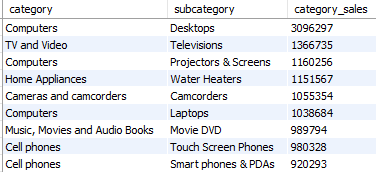 category subcategory category_sales
Computers Desktops 3096297
TV and Video Televisions 1366735
Computers Projectors & Screens 1160256
Home Appliances Water Heaters 1151567
Cameras and camcorders Camcorders 1055354
Computers Laptops 1038684
Music, Movies and Audio Books Movie DVD 989794
Cell phones Touch Screen Phones 980328
Cell phones Smart phones & PDAs 920293